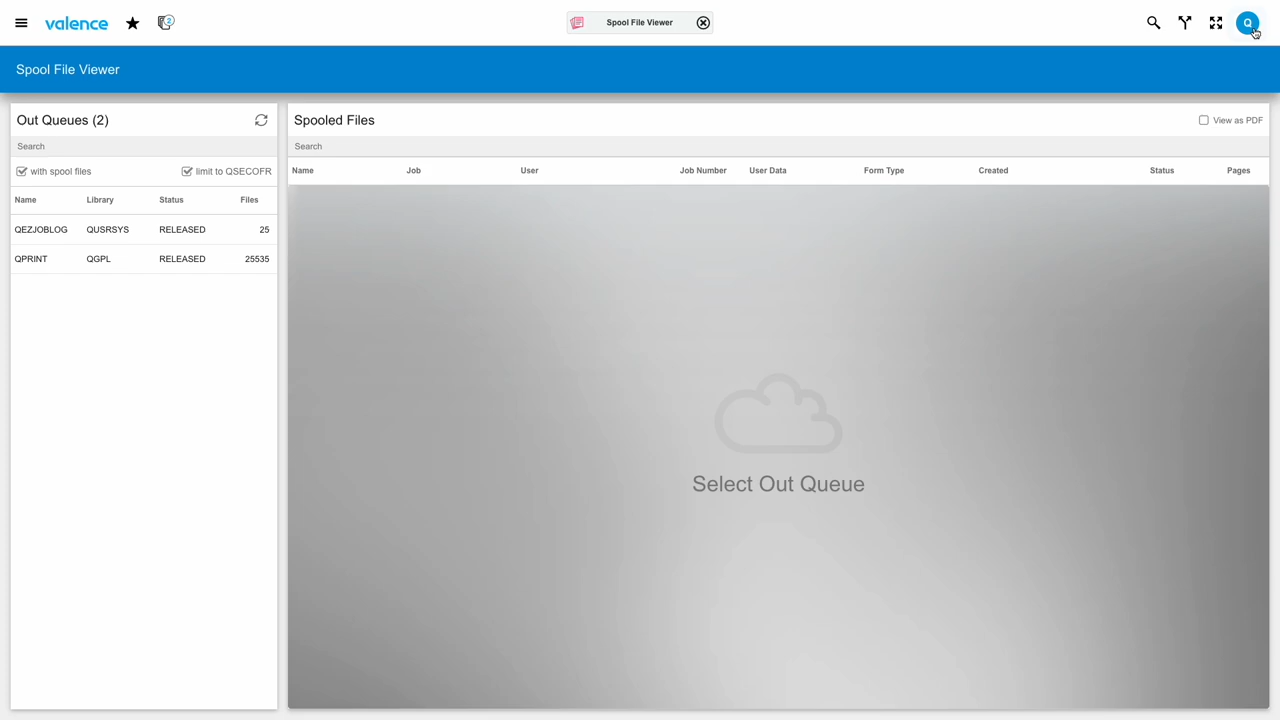 valence
2
Spool File Viewer
Q
Spool File Viewer
Out Queues (2)
Search
with spool files
limit to QSECOFR
Name Library Status Files
QEZJOBLOG QUSRSYS RELEASED 25
QPRINT QGPL RELEASED 25535
Spooled Files
View as PDF
Search
Name Job User Job Number User Data Form Type Created Status Pages
Select Out Queue